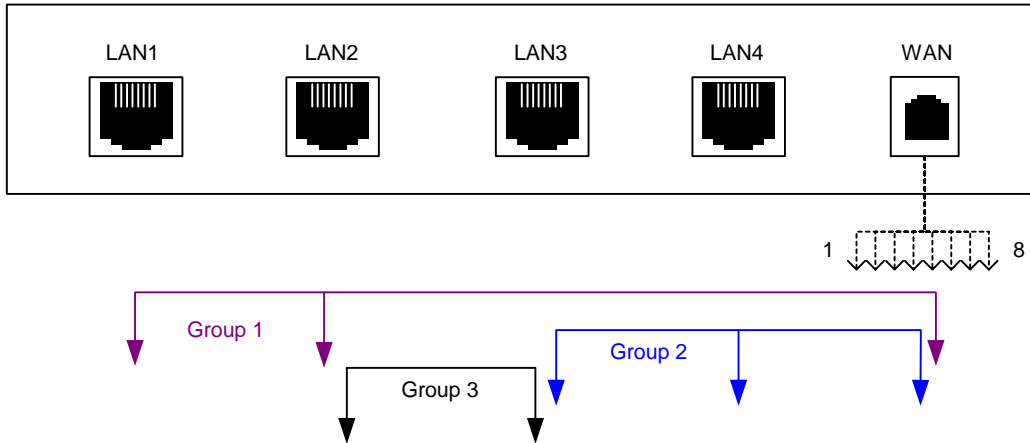 LAN1 LAN2 LAN3 LAN4 WAN
1 8
Group 1
Group 2
Group 3